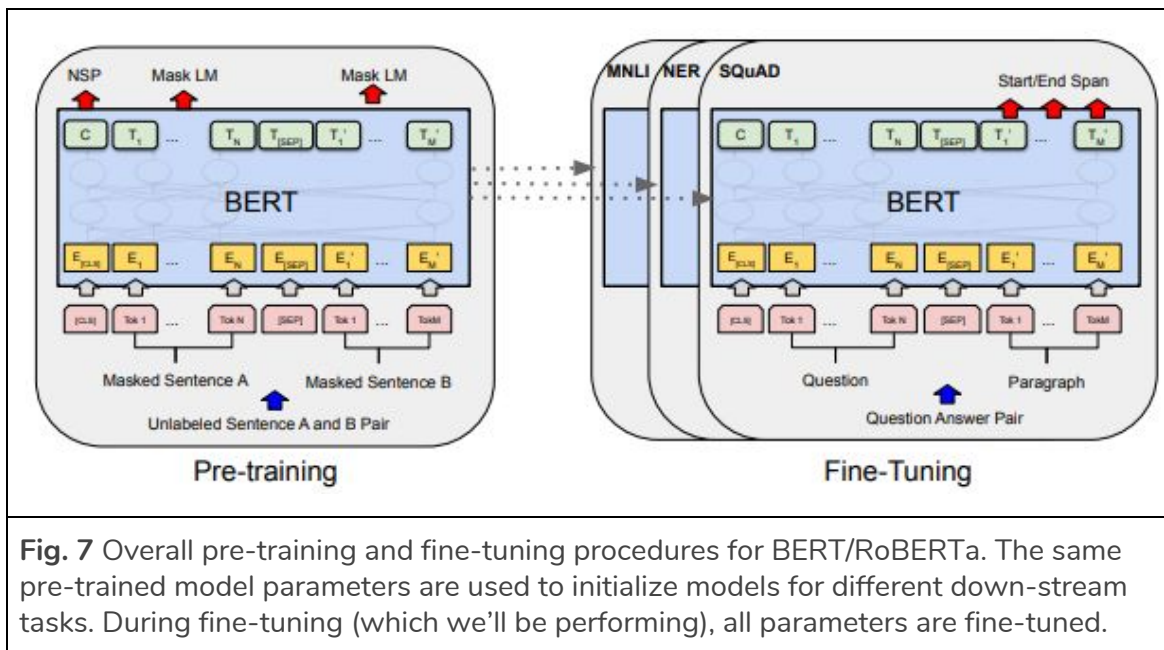 NSP Mask LM Mask LM
C T1 ... TN T[SEP] T1' ... TM'
BERT
E[CLS] E1 ... EN E[SEP] E1' ... EM'
[CLS] Tok 1 ... Tok N [SEP] Tok 1 ... TokM
Masked Sentence A Masked Sentence B
Unlabeled Sentence A and B Pair
Pre-training
MNLI NER SQuAD
Start/End Span
C T1 ... TN T[SEP] T1' ... TM'
BERT
E[CLS] E1 ... EN E[SEP] E1' ... EM'
[CLS] Tok 1 ... Tok N [SEP] Tok 1 ... TokM
Question Paragraph
Question Answer Pair
Fine-Tuning
Fig. 7 Overall pre-training and fine-tuning procedures for BERT/RoBERTa. The same
pre-trained model parameters are used to initialize models for different down-stream
tasks. During fine-tuning (which we’ll be performing), all parameters are fine-tuned.